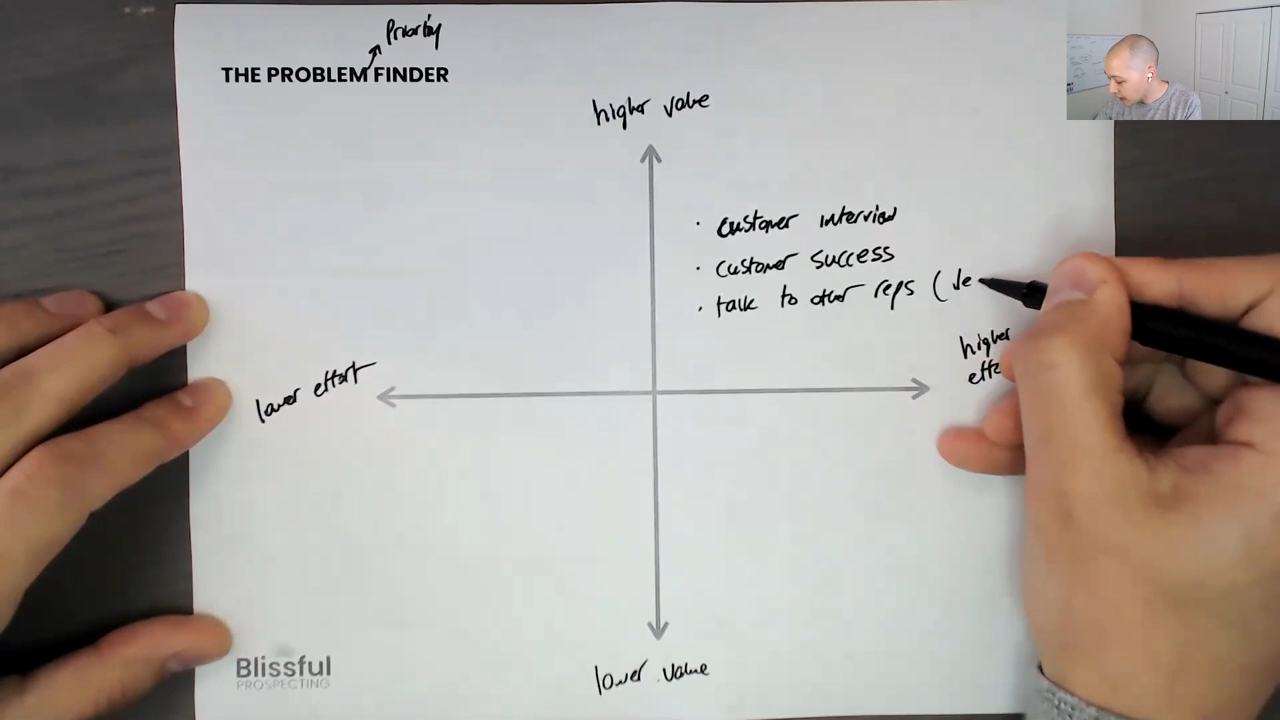 Priority
THE PROBLEM FINDER
higher value
• customer interview
• customer success
• talk to other reps (
higher
lower effort
lower value
Blissful
PROSPECTING